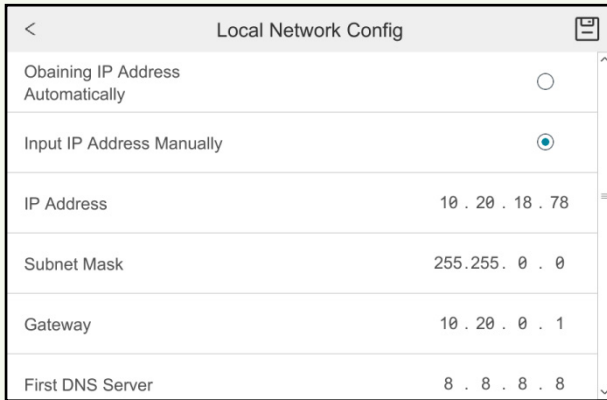 < Local Network Config
Obaining IP Address
Automatically
Input IP Address Manually
IP Address 10 . 20 . 18 . 78
Subnet Mask 255.255. 0 . 0
Gateway 10 . 20 . 0 . 1
First DNS Server 8 . 8 . 8 . 8